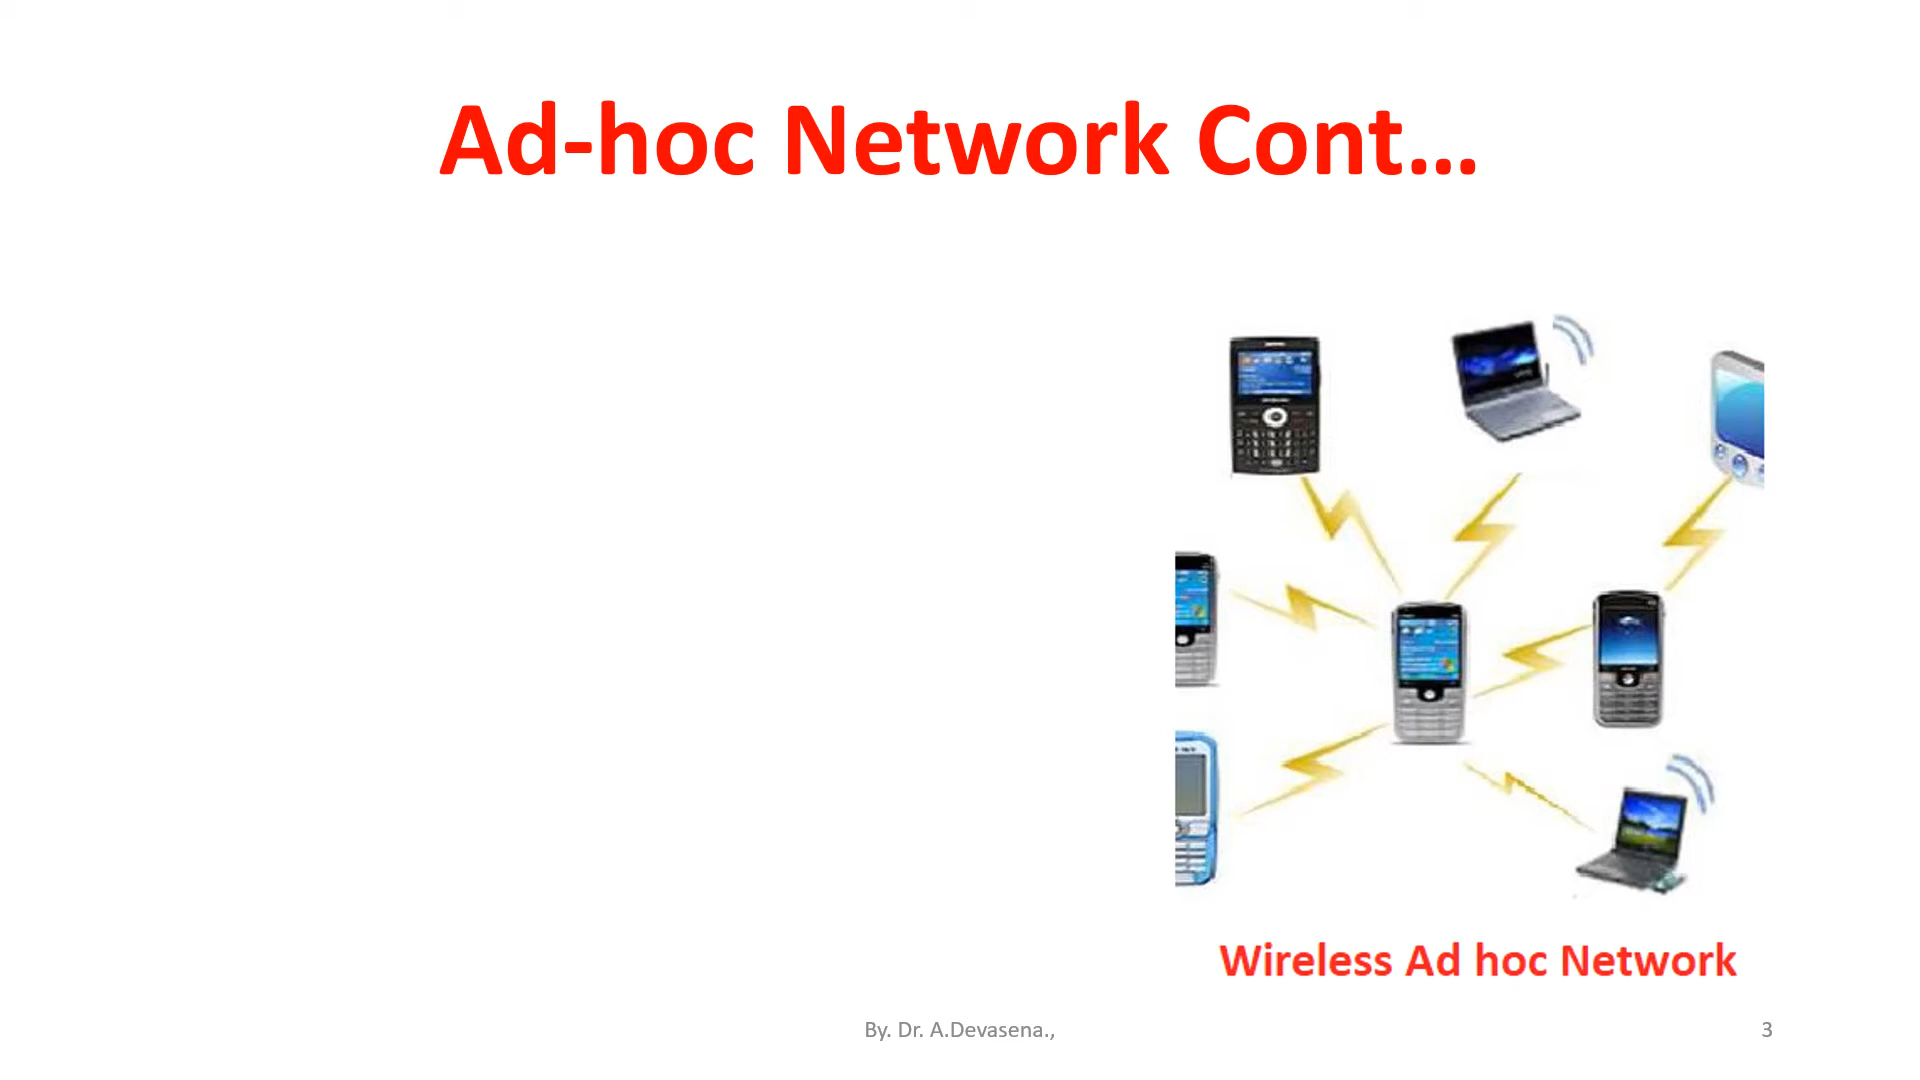 Ad-hoc Network Cont...
Wireless Ad hoc Network
By. Dr. A.Devasena.,
3